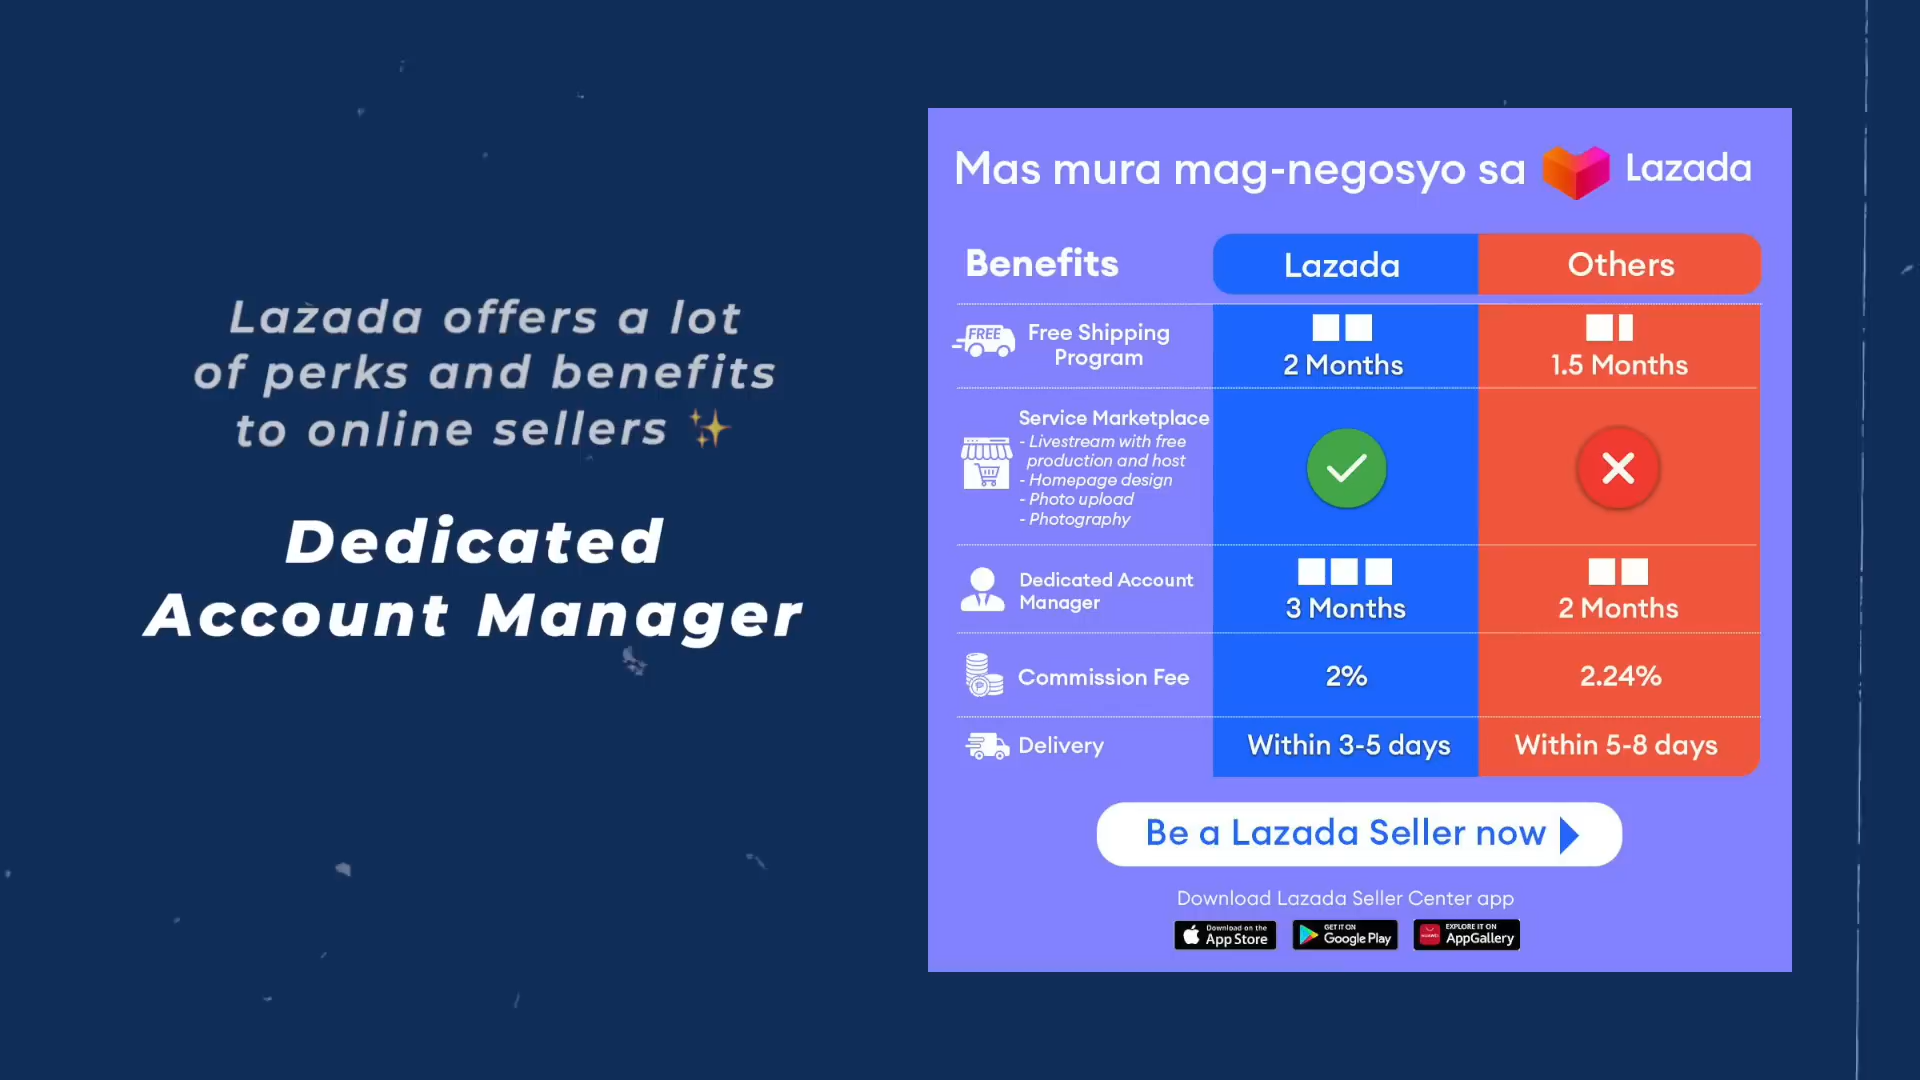 Lazada offers a lot
of perks and benefits
to online sellers ✨
Dedicated
Account Manager
Mas mura mag-negosyo sa Lazada
Benefits Lazada Others
FREE Free Shipping
Program
2 Months 1.5 Months
Service Marketplace
- Livestream with free
production and host
- Homepage design
- Photo upload
- Photography
Dedicated Account
Manager
3 Months 2 Months
Commission Fee 2% 2.24%
Delivery Within 3-5 days Within 5-8 days
Be a Lazada Seller now
Download Lazada Seller Center app
Download on the
App Store
GET IT ON
Google Play
EXPLORE IT ON
AppGallery